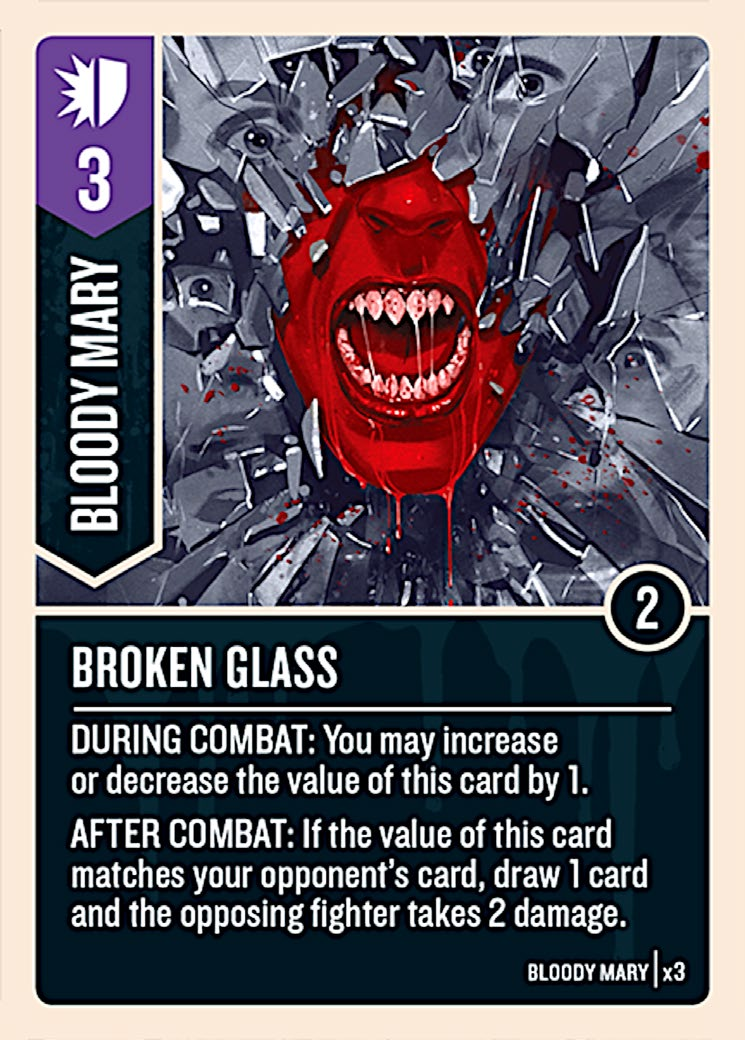 3
BLOODY MARY
2
BROKEN GLASS
DURING COMBAT: You may increase
or decrease the value of this card by 1.
AFTER COMBAT: If the value of this card
matches your opponent's card, draw 1 card
and the opposing fighter takes 2 damage.
BLOODY MARY | x3